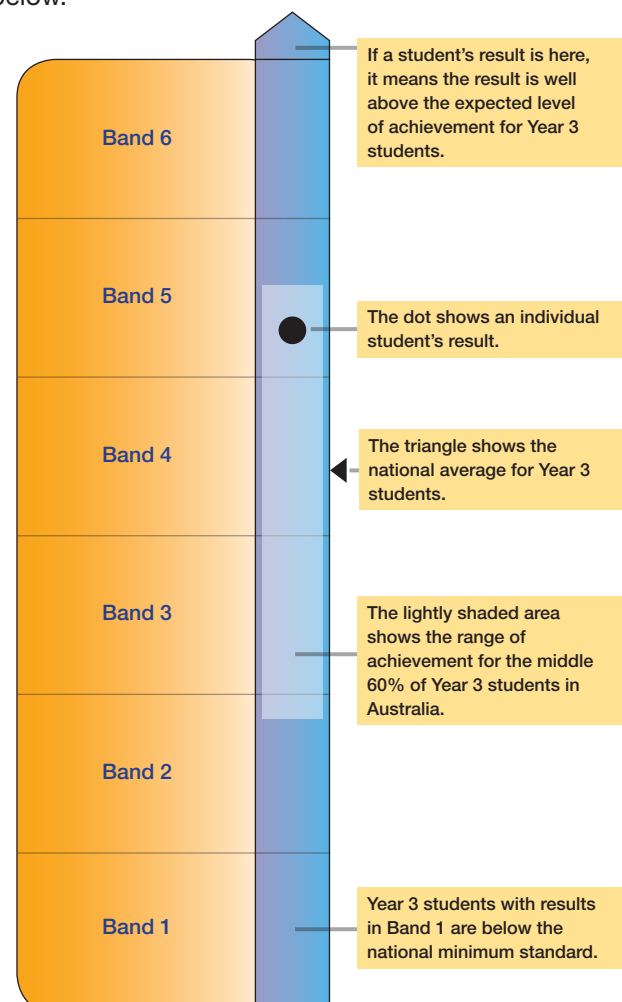 below.
If a student's result is here,
it means the result is well
above the expected level
of achievement for Year 3
students.
Band 6
Band 5
The dot shows an individual
student's result.
Band 4
The triangle shows the
national average for Year 3
students.
Band 3
The lightly shaded area
shows the range of
achievement for the middle
60% of Year 3 students in
Australia.
Band 2
Band 1
Year 3 students with results
in Band 1 are below the
national minimum standard.